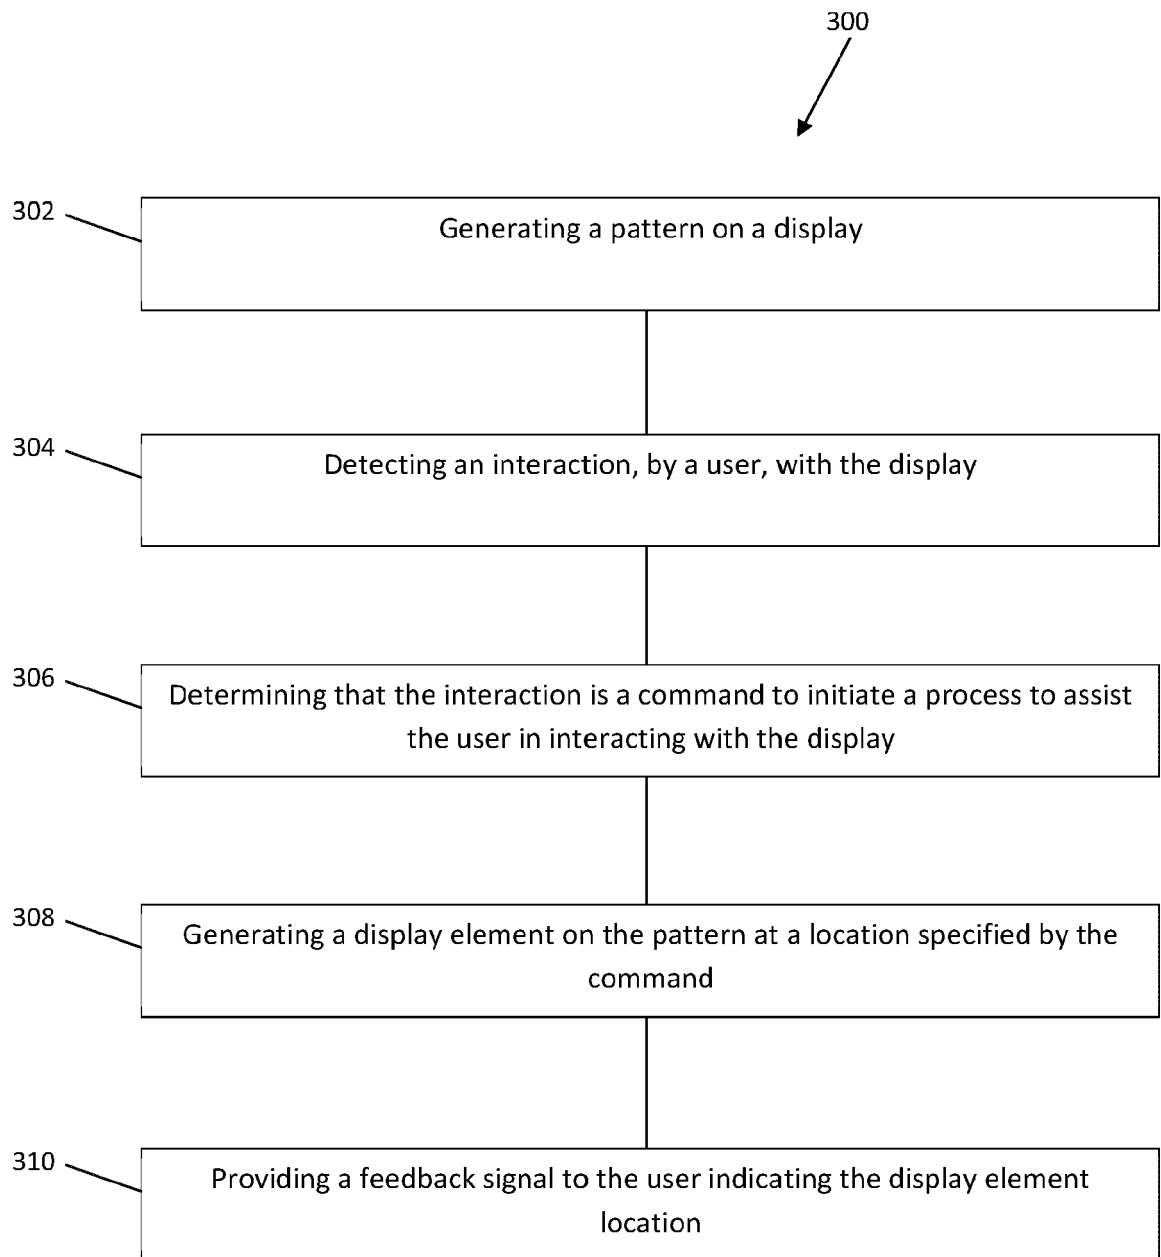 300
302
Generating a pattern on a display
304
Detecting an interaction, by a user, with the display
306
Determining that the interaction is a command to initiate a process to assist
the user in interacting with the display
308
Generating a display element on the pattern at a location specified by the
command
310
Providing a feedback signal to the user indicating the display element
location